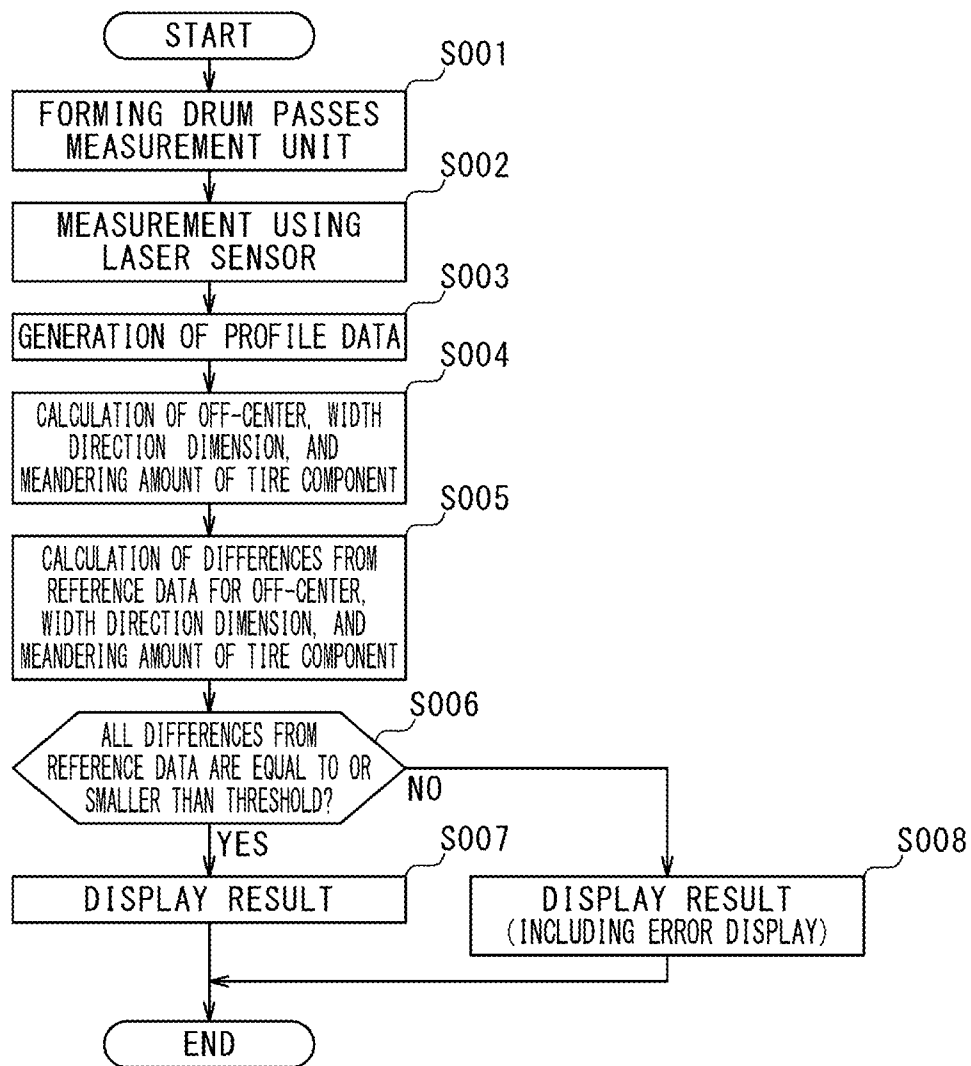 START
S001
FORMING DRUM PASSES
MEASUREMENT UNIT
S002
MEASUREMENT USING
LASER SENSOR
S003
GENERATION OF PROFILE DATA
S004
CALCULATION OF OFF-CENTER, WIDTH
DIRECTION DIMENSION, AND
MEANDERING AMOUNT OF TIRE COMPONENT
S005
CALCULATION OF DIFFERENCES FROM
REFERENCE DATA FOR OFF-CENTER,
WIDTH DIRECTION DIMENSION, AND
MEANDERING AMOUNT OF TIRE COMPONENT
S006
ALL DIFFERENCES FROM
REFERENCE DATA ARE EQUAL TO OR
SMALLER THAN THRESHOLD?
NO
YES
S007
DISPLAY RESULT
S008
DISPLAY RESULT
(INCLUDING ERROR DISPLAY)
END